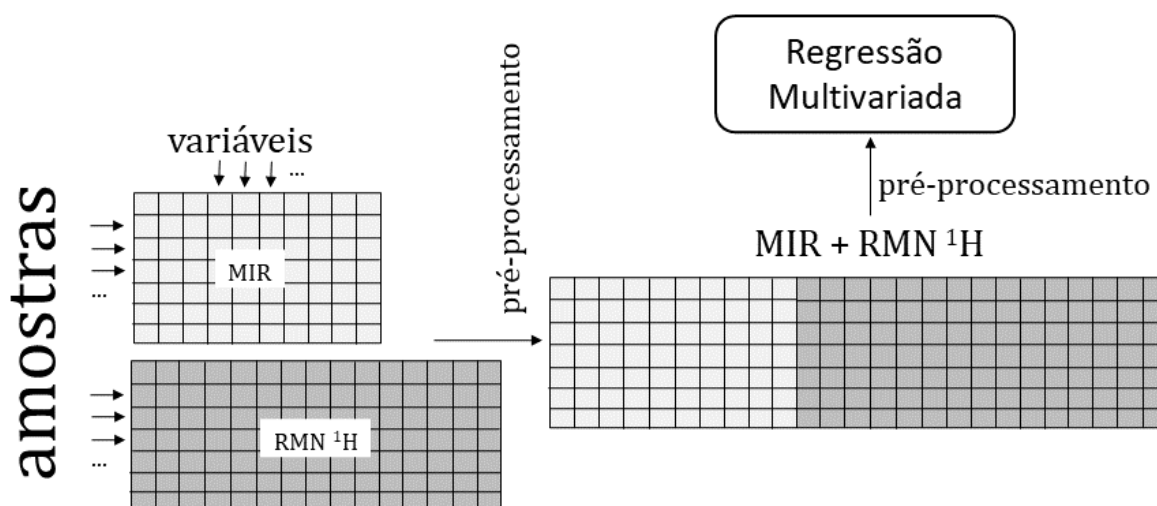 amostras
variáveis
...
...
MIR
...
RMN ¹H
pré-processamento
Regressão
Multivariada
pré-processamento
MIR + RMN ¹H